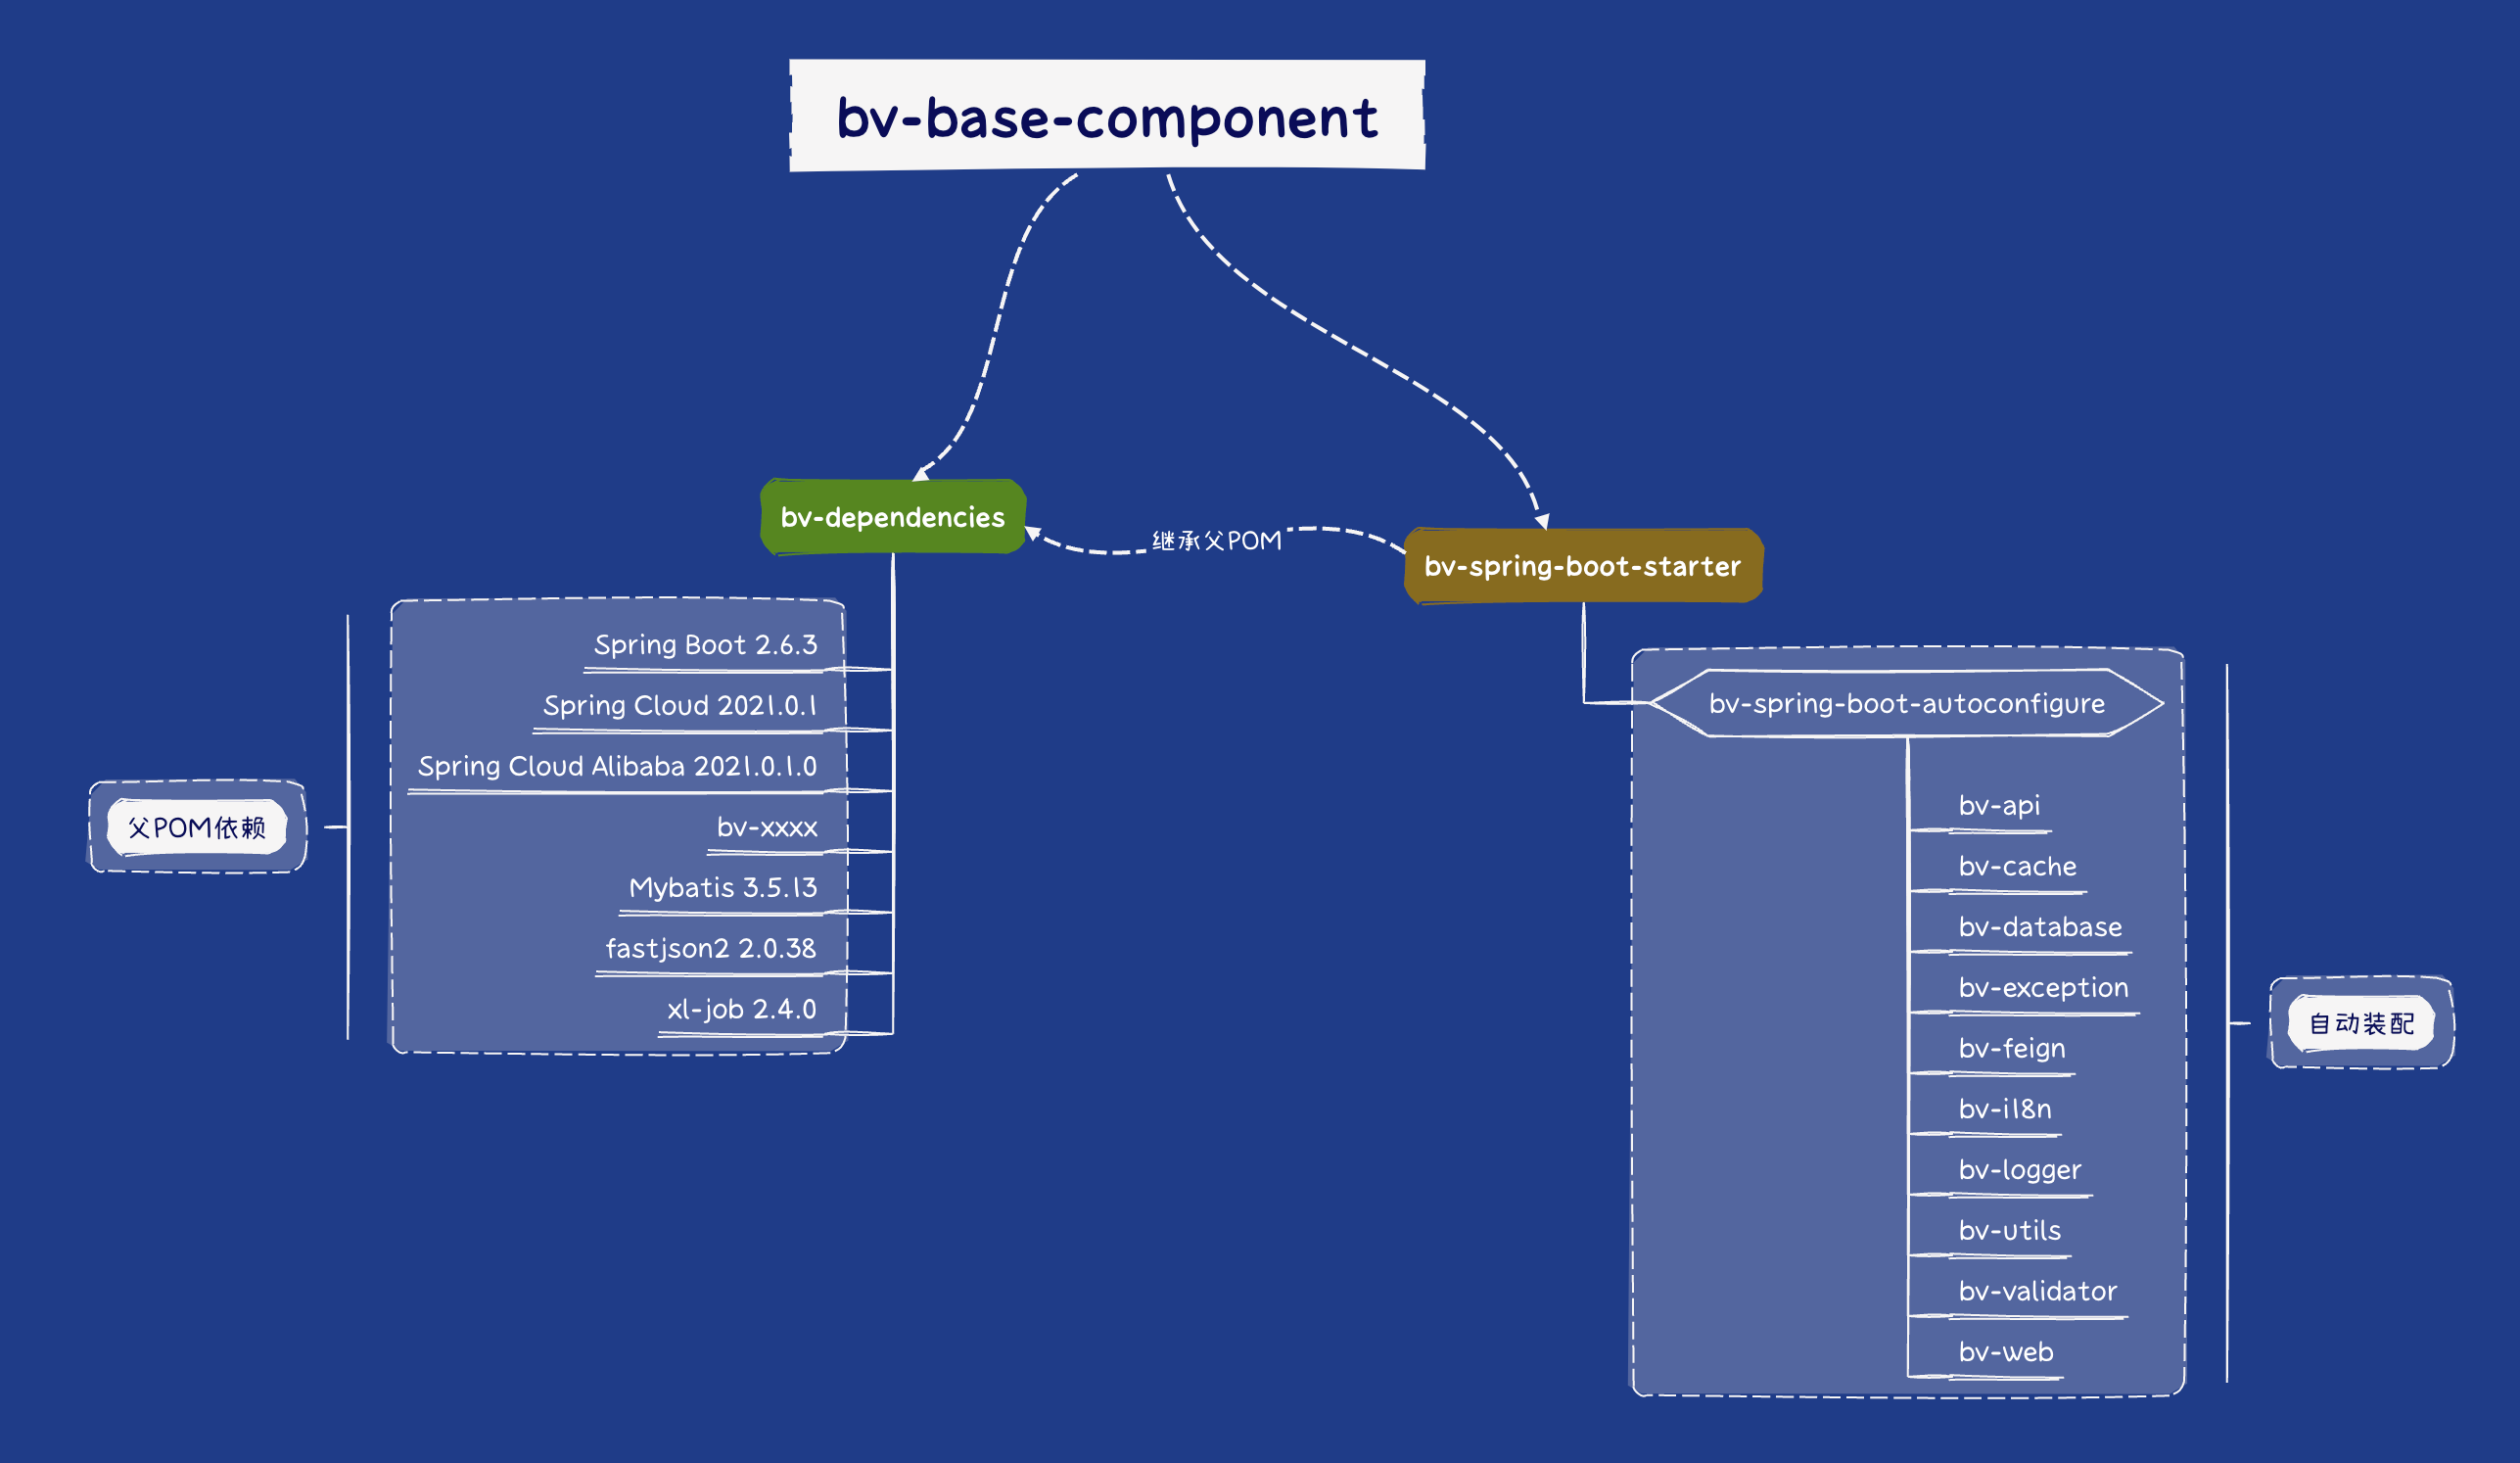 bv-base-component
bv-dependencies
继承父POM
bv-spring-boot-starter
Spring Boot 2.6.3
Spring Cloud 2021.0.1
Spring Cloud Alibaba 2021.0.1.0
bv-xxxx
Mybatis 3.5.13
fastjson2 2.0.38
xl-job 2.4.0
父POM依赖
bv-spring-boot-autoconfigure
bv-api
bv-cache
bv-database
bv-exception
bv-feign
bv-i18n
bv-logger
bv-utils
bv-validator
bv-web
自动装配